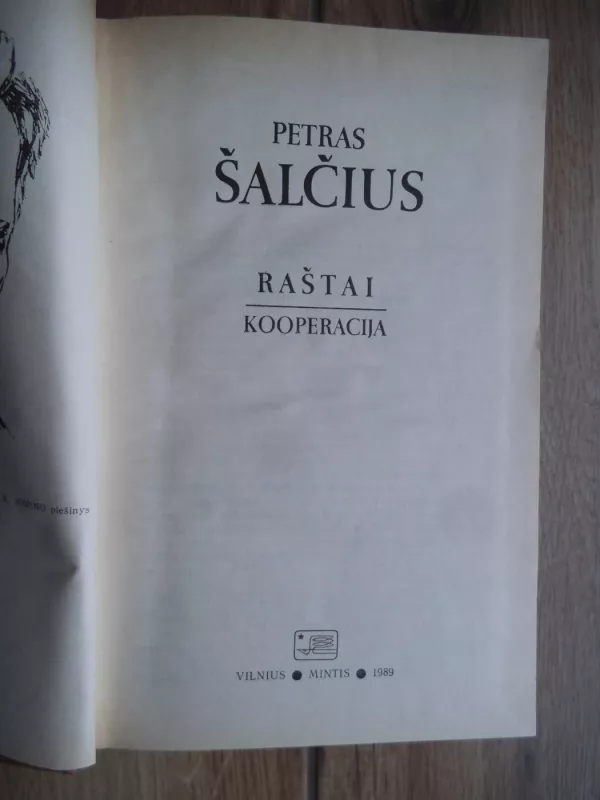 piešinys
PETRAS
ŠALČIUS
RAŠTAI
KOOPERACIJA
VILNIUS ● MINTIS ● 1989